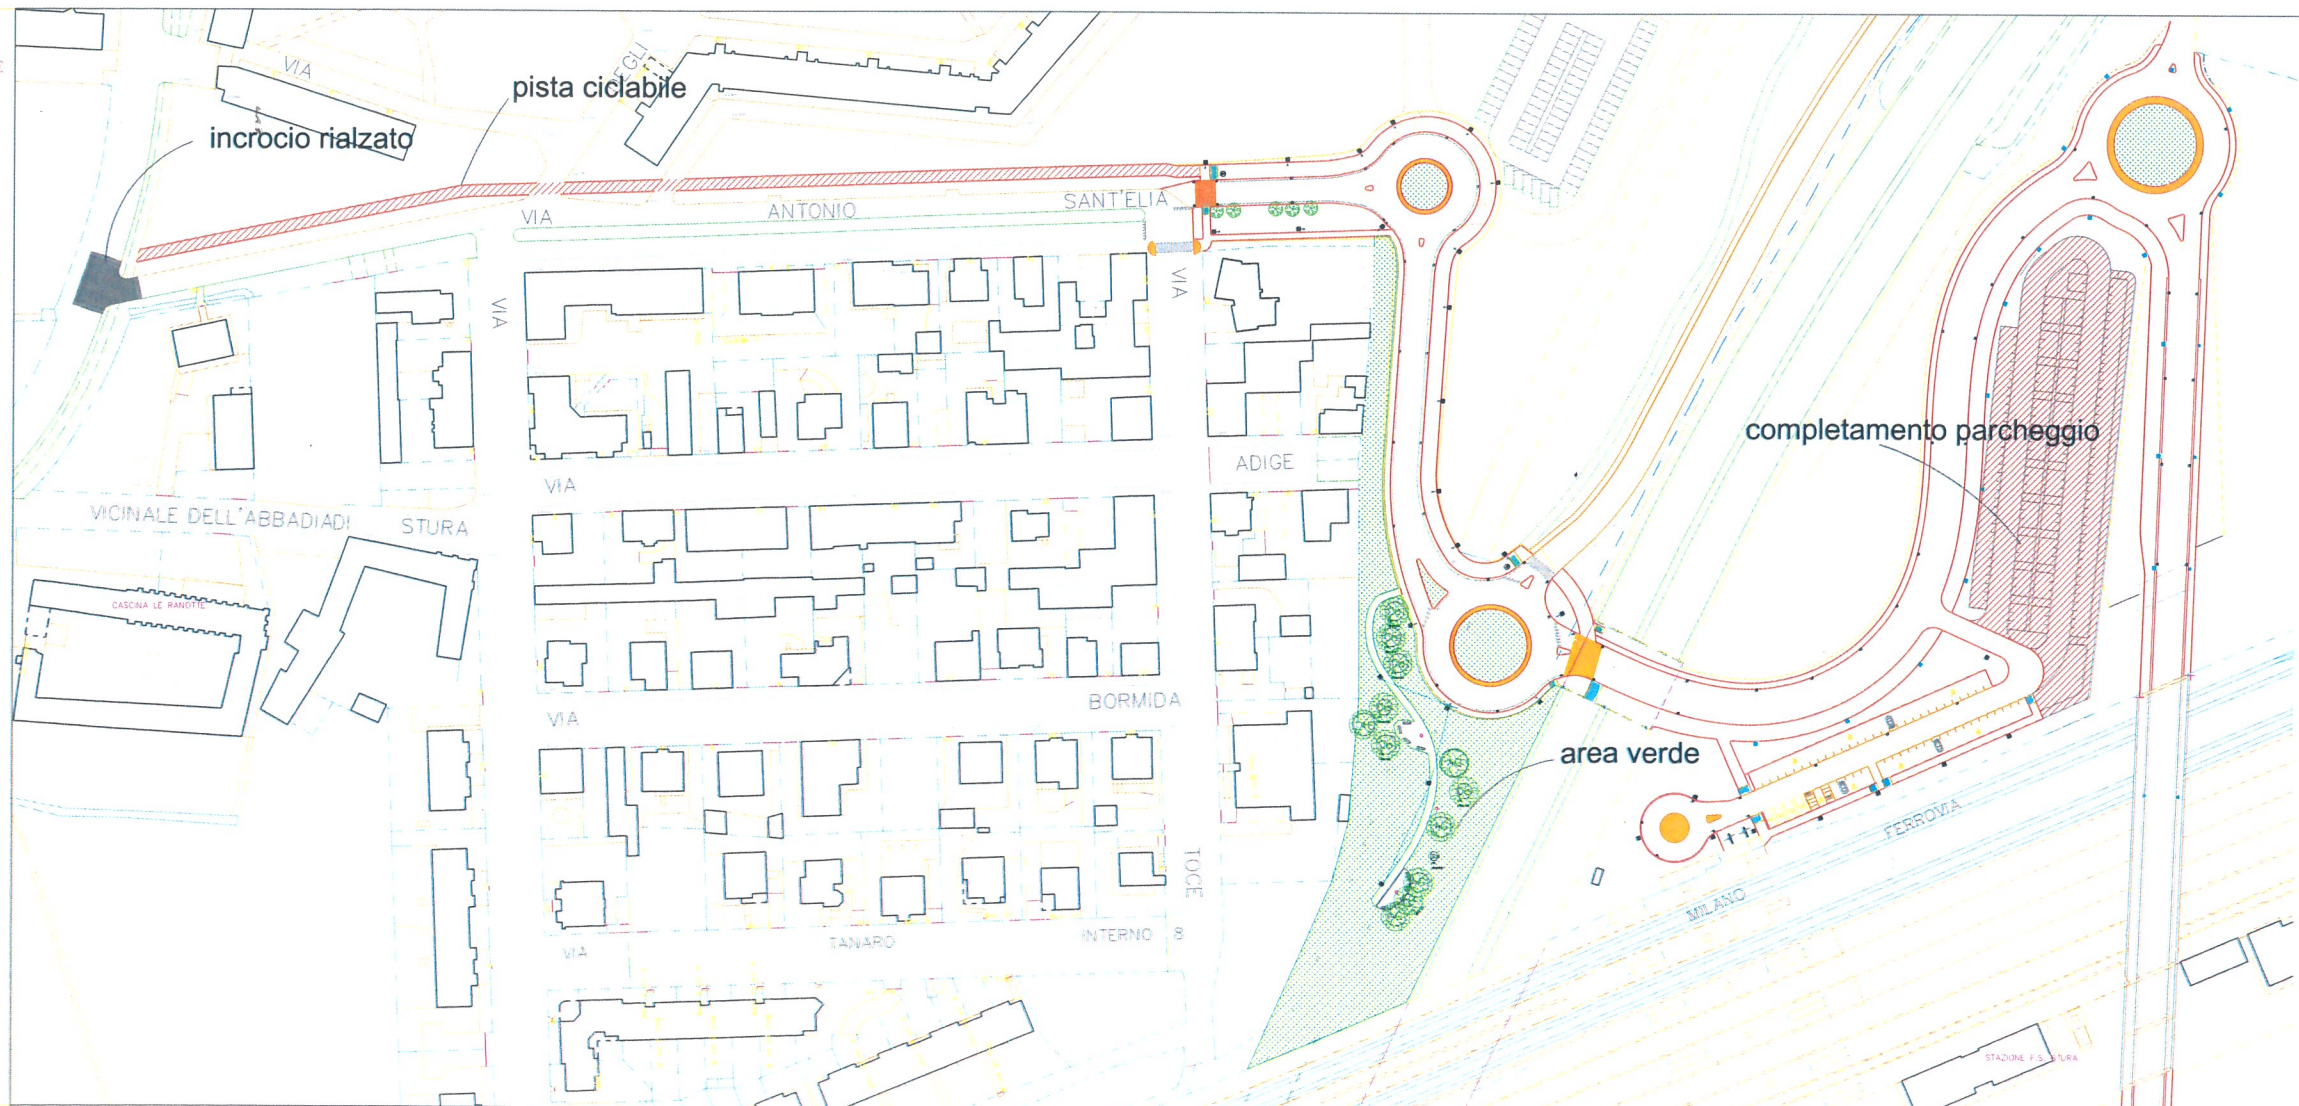 VIA
DEGLI
pista ciclabile
incrocio rialzato
VIA ANTONIO SANT'ELIA
VIA
VIA
completamento parcheggio
VIA ADIGE
VICINALE DELL'ABBADIADI STURA
CASCINA LE RANOTTE
VIA BORMIDA
area verde
FERROVIA
MILANO
TOCE
VIA TANARO INTERNO 8
STAZIONE F.S. STURA